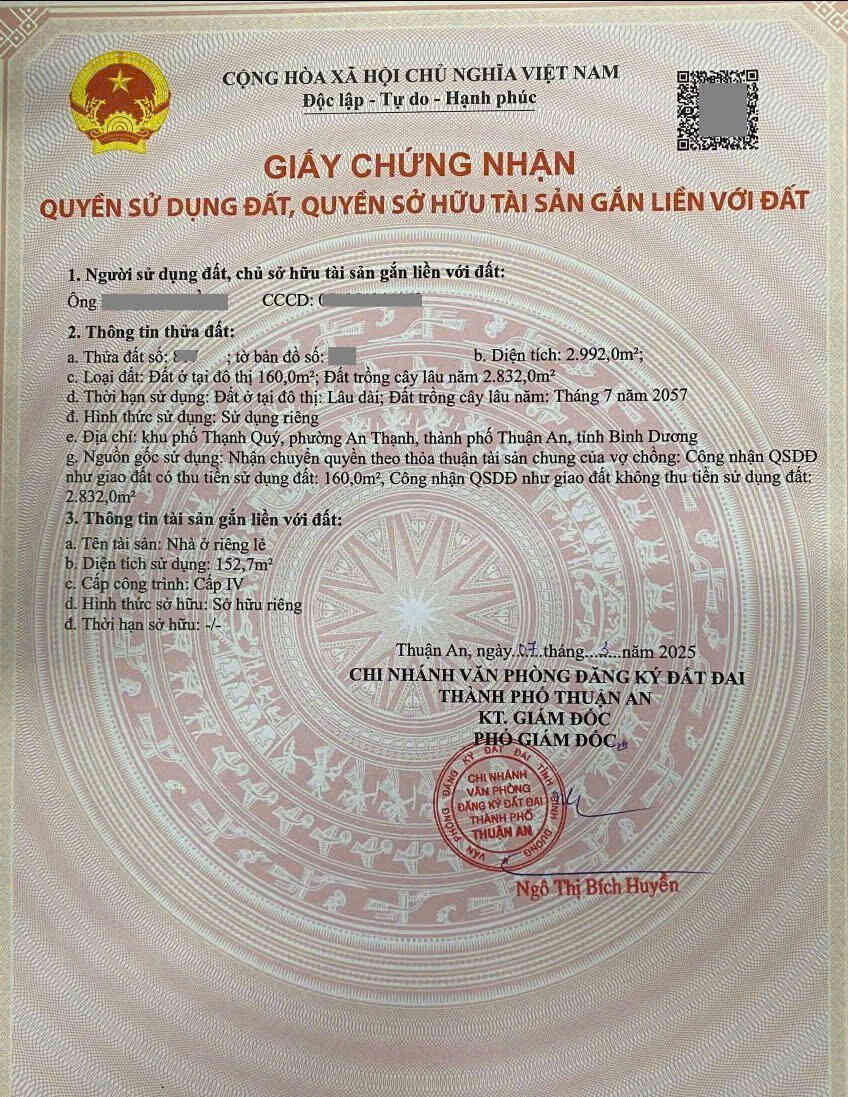 CỘNG HÒA XÃ HỘI CHỦ NGHĨA VIỆT NAM
Độc lập - Tự do - Hạnh phúc
GIẤY CHỨNG NHẬN
QUYỀN SỬ DỤNG ĐẤT, QUYỀN SỞ HỮU TÀI SẢN GẮN LIỀN VỚI ĐẤT
1. Người sử dụng đất, chủ sở hữu tài sản gắn liền với đất:
Ông CCCD: 0
2. Thông tin thửa đất:
a. Thửa đất số: ; tờ bản đồ số: b. Diện tích: 2.992,0m²;
c. Loại đất: Đất ở tại đô thị 160,0m²; Đất trồng cây lâu năm 2.832,0m²
d. Thời hạn sử dụng: Đất ở tại đô thị: Lâu dài; Đất trồng cây lâu năm: Tháng 7 năm 2057
đ. Hình thức sử dụng: Sử dụng riêng
e. Địa chỉ: khu phố Thạnh Quý, phường An Thạnh, thành phố Thuận An, tỉnh Bình Dương
g. Nguồn gốc sử dụng: Nhận chuyển quyền theo thỏa thuận tài sản chung của vợ chồng: Công nhận QSDĐ
như giao đất có thu tiền sử dụng đất: 160,0m², Công nhận QSDĐ như giao đất không thu tiền sử dụng đất:
2.832,0m²
3. Thông tin tài sản gắn liền với đất:
a. Tên tài sản: Nhà ở riêng lẻ
b. Diện tích sử dụng: 152,7m²
c. Cấp công trình: Cấp IV
d. Hình thức sở hữu: Sở hữu riêng
đ. Thời hạn sở hữu: -/-
Thuận An, ngày..07..tháng...3...năm 2025
CHI NHÁNH VĂN PHÒNG ĐĂNG KÝ ĐẤT ĐAI
THÀNH PHỐ THUẬN AN
KT. GIÁM ĐỐC
PHÓ GIÁM ĐỐC
VĂN PHÒNG ĐĂNG KÝ ĐẤT ĐAI TỈNH BÌNH DƯƠNG
CHI NHÁNH
VĂN PHÒNG
ĐĂNG KÝ ĐẤT ĐAI
THÀNH PHỐ
THUẬN AN
Ngô Thị Bích Huyền